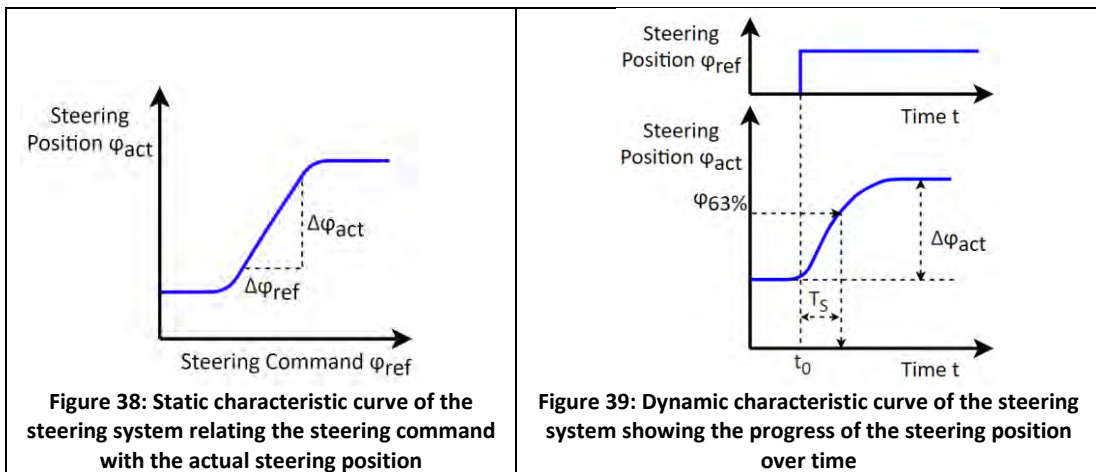 Steering
Position φact
Δφact
Δφref
Steering Command φref
Figure 38: Static characteristic curve of the
steering system relating the steering command
with the actual steering position
Steering
Position φref
Time t
Steering
Position φact
φ63%
Δφact
TS
t0
Time t
Figure 39: Dynamic characteristic curve of the steering
system showing the progress of the steering position
over time